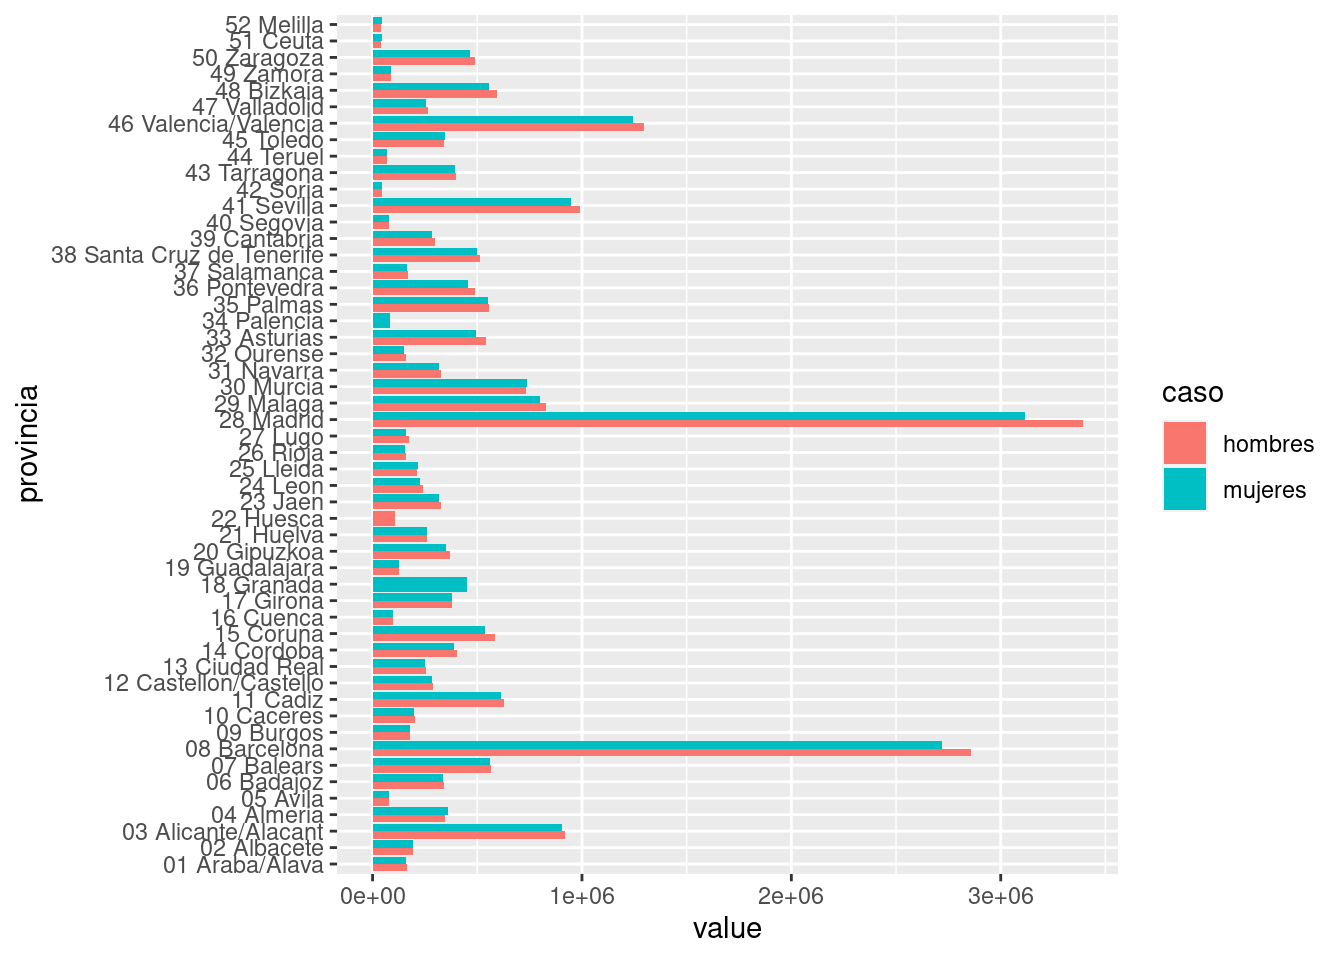 52 Melilla
51 Ceuta
50 Zaragoza
49 Zamora
48 Bizkaia
47 Valladolid
46 Valencia/Valencia
45 Toledo
44 Teruel
43 Tarragona
42 Soria
41 Sevilla
40 Segovia
39 Cantabria
38 Santa Cruz de Tenerife
37 Salamanca
36 Pontevedra
35 Palmas
34 Palencia
33 Asturias
32 Ourense
31 Navarra
30 Murcia
29 Malaga
28 Madrid
27 Lugo
26 Rioja
25 Lleida
24 Leon
23 Jaen
22 Huesca
21 Huelva
20 Gipuzkoa
19 Guadalajara
18 Granada
17 Girona
16 Cuenca
15 Coruna
14 Cordoba
13 Ciudad Real
12 Castellon/Castello
11 Cadiz
10 Caceres
09 Burgos
08 Barcelona
07 Balears
06 Badajoz
05 Avila
04 Almeria
03 Alicante/Alacant
02 Albacete
01 Araba/Alava
0e+00 1e+06 2e+06 3e+06
value
provincia
caso
hombres
mujeres